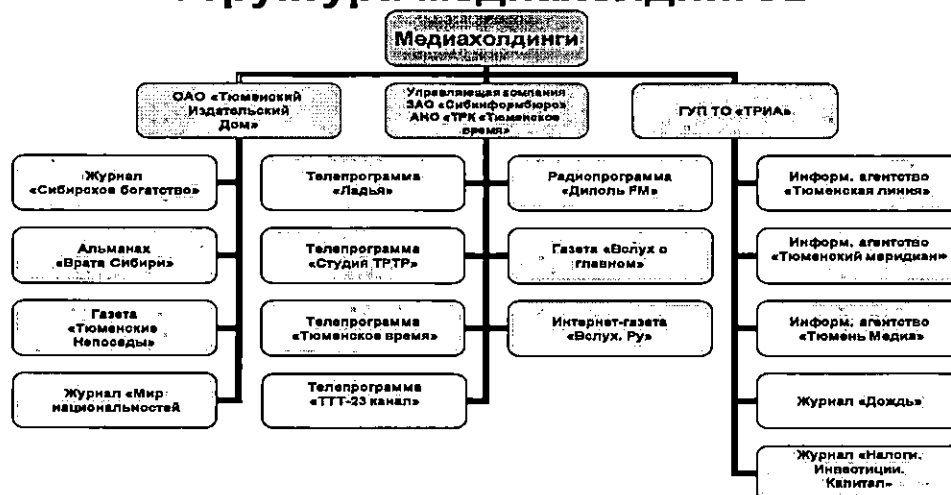 Структура медиахолдингов
Медиахолдинги
ОАО «Тюменский
Издательский
Дом»
Управляющая компания
ЗАО «Сибинформбюро»
АНО «ТРК «Тюменское
время»
ГУП ТО «ТРИА»
Журнал
«Сибирское богатство»
Альманах
«Врата Сибири»
Газета
«Тюменские
Непоседы»
Журнал «Мир
национальностей
Телепрограмма
«Ладья»
Телепрограмма
«Студия ТРТР»
Телепрограмма
«Тюменское время»
Телепрограмма
«ТТТ-23 канал»
Радиопрограмма
«Диполь FM»
Газета «Вслух о
главном»
Интернет-газета
«Вслух. Ру»
Информ. агентство
«Тюменская линия»
Информ. агентство
«Тюменский меридиан»
Информ. агентство
«Тюмень Медиа»
Журнал «Дождь»
Журнал «Налоги.
Инвестиции.
Капитал»